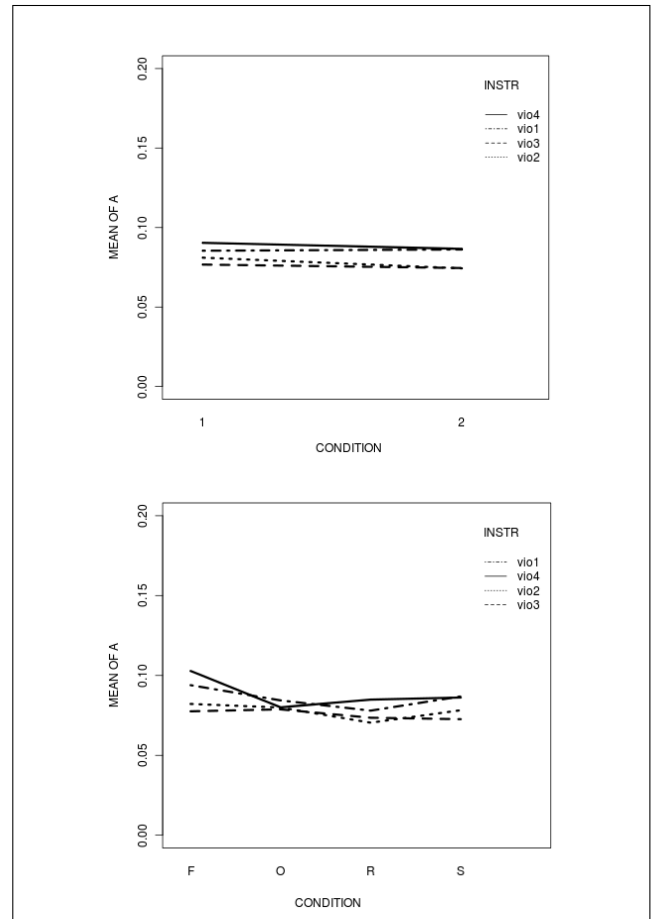 INSTR
vio4
vio1
vio3
vio2
0.20
0.15
0.10
0.05
0.00
MEAN OF A
1 2
CONDITION
INSTR
vio1
vio4
vio2
vio3
0.20
0.15
0.10
0.05
0.00
MEAN OF A
F O R S
CONDITION